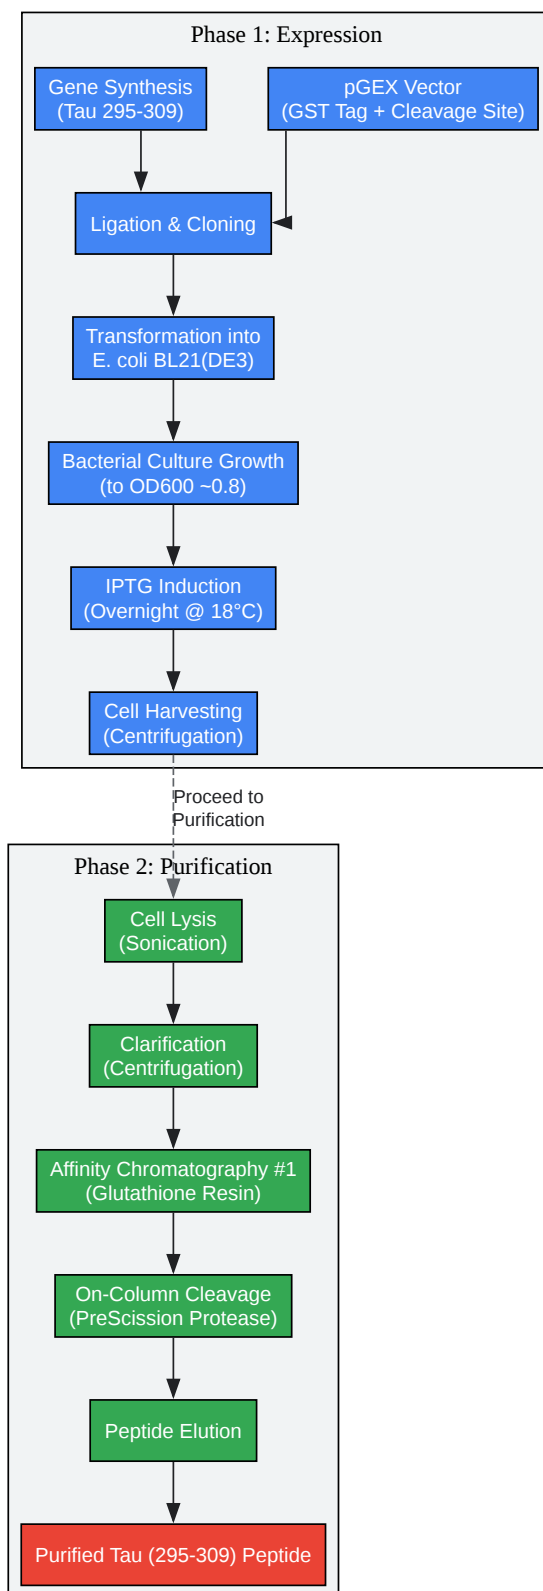 Phase 1: Expression
Gene Synthesis
(Tau 295-309)
pGEX Vector
(GST Tag + Cleavage Site)
Ligation & Cloning
Transformation into
E. coli BL21(DE3)
Bacterial Culture Growth
(to OD600 ~0.8)
IPTG Induction
(Overnight @ 18°C)
Cell Harvesting
(Centrifugation)
Proceed to
Purification
Phase 2: Purification
Cell Lysis
(Sonication)
Clarification
(Centrifugation)
Affinity Chromatography #1
(Glutathione Resin)
On-Column Cleavage
(PreScission Protease)
Peptide Elution
Purified Tau (295-309) Peptide